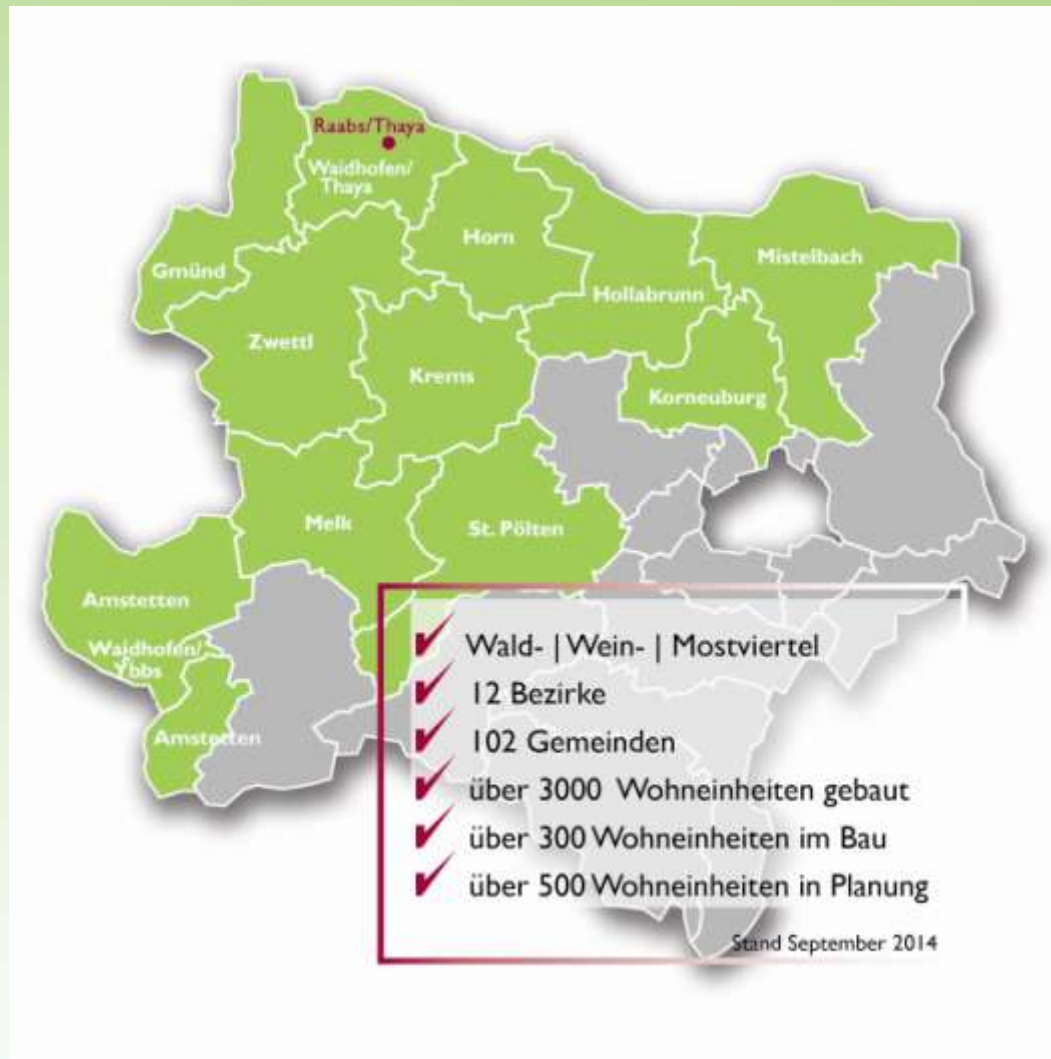 Raabs/Thaya
Waidhofen/
Thaya
Horn
Mistelbach
Gmünd
Hollabrunn
Zwettl
Krems
Korneuburg
Melk
St. Pölten
Amstetten
Waidhofen/
Ybbs
Amstetten
Wald- | Wein- | Mostviertel
12 Bezirke
102 Gemeinden
über 3000 Wohneinheiten gebaut
über 300 Wohneinheiten im Bau
über 500 Wohneinheiten in Planung
Stand September 2014